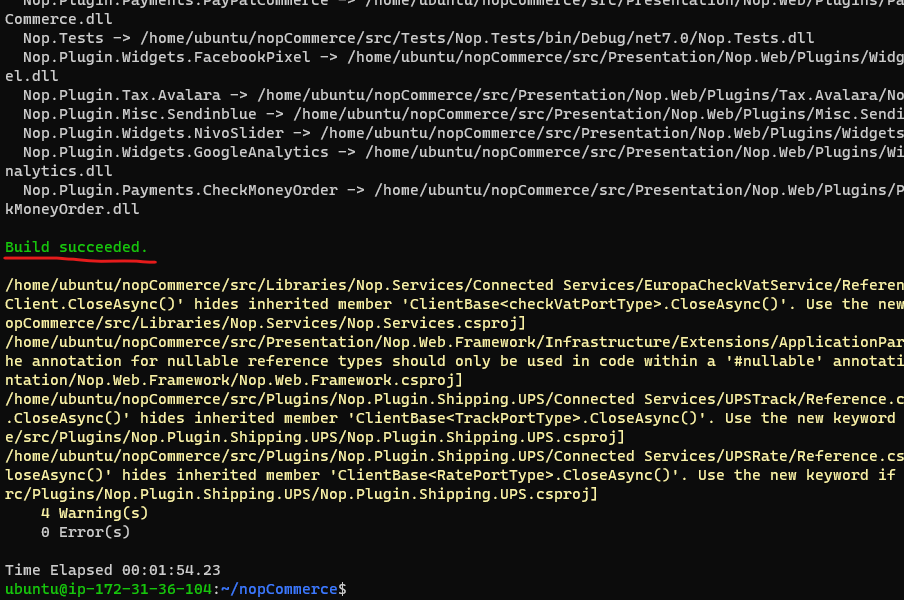 Nop.Plugin.Payments.PayPalCommerce -> /home/ubuntu/nopCommerce/src/Presentation/Nop.Web/Plugins/Pa
Commerce.dll
Nop.Tests -> /home/ubuntu/nopCommerce/src/Tests/Nop.Tests/bin/Debug/net7.0/Nop.Tests.dll
Nop.Plugin.Widgets.FacebookPixel -> /home/ubuntu/nopCommerce/src/Presentation/Nop.Web/Plugins/Widg
el.dll
Nop.Plugin.Tax.Avalara -> /home/ubuntu/nopCommerce/src/Presentation/Nop.Web/Plugins/Tax.Avalara/No
Nop.Plugin.Misc.Sendinblue -> /home/ubuntu/nopCommerce/src/Presentation/Nop.Web/Plugins/Misc.Sendi
Nop.Plugin.Widgets.NivoSlider -> /home/ubuntu/nopCommerce/src/Presentation/Nop.Web/Plugins/Widgets
Nop.Plugin.Widgets.GoogleAnalytics -> /home/ubuntu/nopCommerce/src/Presentation/Nop.Web/Plugins/Wi
nalytics.dll
Nop.Plugin.Payments.CheckMoneyOrder -> /home/ubuntu/nopCommerce/src/Presentation/Nop.Web/Plugins/P
kMoneyOrder.dll
Build succeeded.
/home/ubuntu/nopCommerce/src/Libraries/Nop.Services/Connected Services/EuropaCheckVatService/Referen
Client.CloseAsync()' hides inherited member 'ClientBase<checkVatPortType>.CloseAsync()'. Use the new
opCommerce/src/Libraries/Nop.Services/Nop.Services.csproj]
/home/ubuntu/nopCommerce/src/Presentation/Nop.Web.Framework/Infrastructure/Extensions/ApplicationPar
he annotation for nullable reference types should only be used in code within a '#nullable' annotati
ntation/Nop.Web.Framework/Nop.Web.Framework.csproj]
/home/ubuntu/nopCommerce/src/Plugins/Nop.Plugin.Shipping.UPS/Connected Services/UPSTrack/Reference.c
.CloseAsync()' hides inherited member 'ClientBase<TrackPortType>.CloseAsync()'. Use the new keyword
e/src/Plugins/Nop.Plugin.Shipping.UPS/Nop.Plugin.Shipping.UPS.csproj]
/home/ubuntu/nopCommerce/src/Plugins/Nop.Plugin.Shipping.UPS/Connected Services/UPSRate/Reference.cs
loseAsync()' hides inherited member 'ClientBase<RatePortType>.CloseAsync()'. Use the new keyword if
rc/Plugins/Nop.Plugin.Shipping.UPS/Nop.Plugin.Shipping.UPS.csproj]
4 Warning(s)
0 Error(s)
Time Elapsed 00:01:54.23
ubuntu@ip-172-31-36-104:~/nopCommerce$